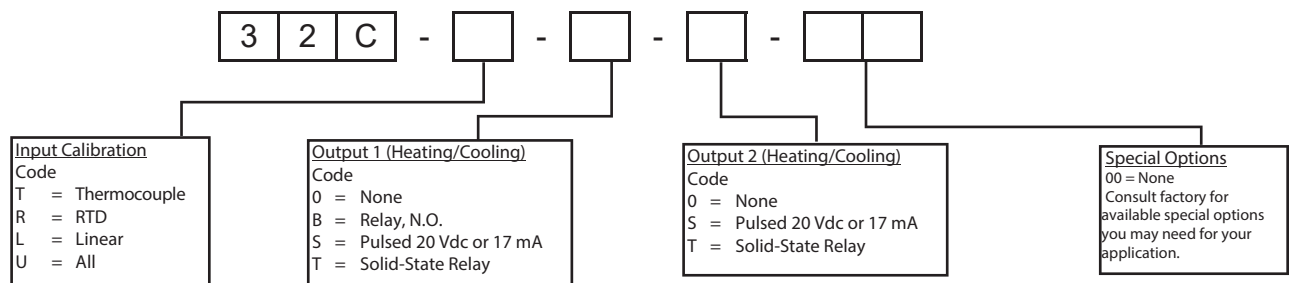 3 2 C - - - -
Input Calibration
Code
T = Thermocouple
R = RTD
L = Linear
U = All
Output 1 (Heating/Cooling)
Code
0 = None
B = Relay, N.O.
S = Pulsed 20 Vdc or 17 mA
T = Solid-State Relay
Output 2 (Heating/Cooling)
Code
0 = None
S = Pulsed 20 Vdc or 17 mA
T = Solid-State Relay
Special Options
00 = None
Consult factory for
available special options
you may need for your
application.